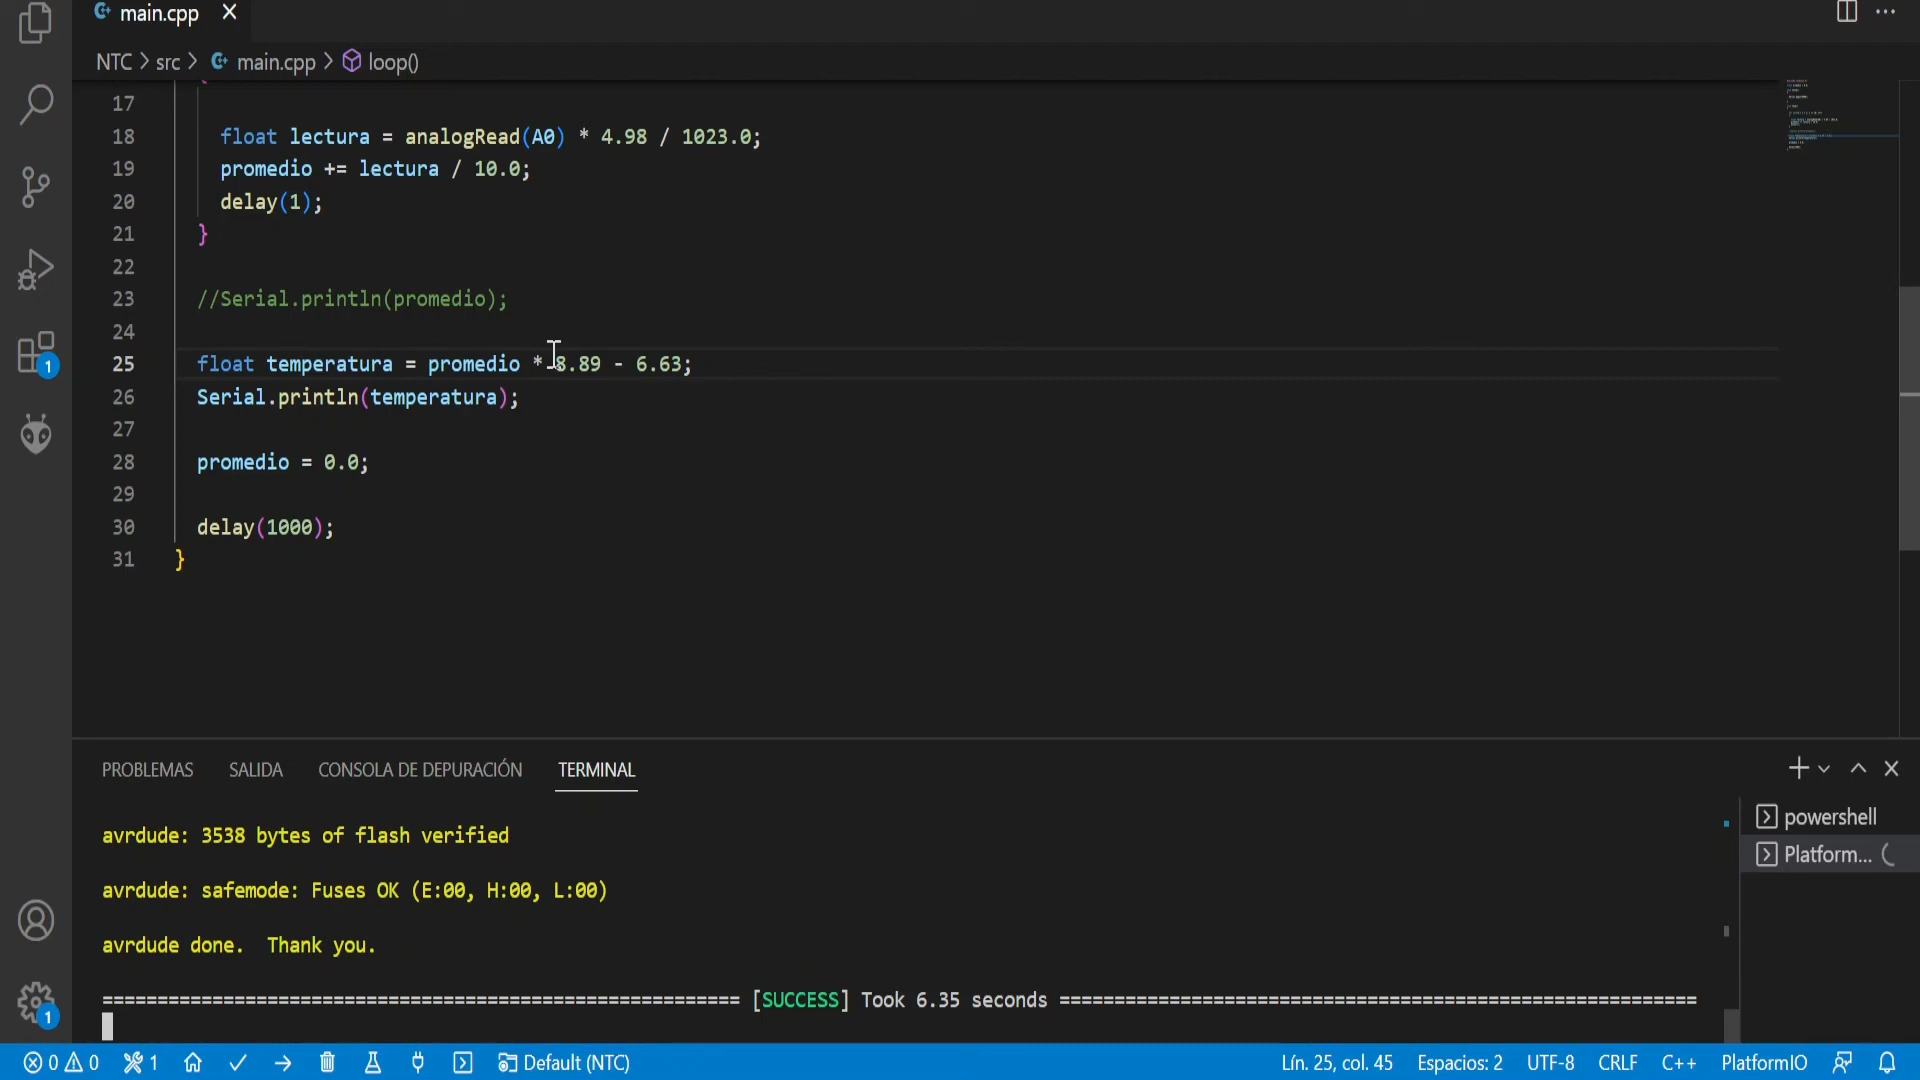 main.cpp
NTC > src > main.cpp > loop()
17
18 float lectura = analogRead(A0) * 4.98 / 1023.0;
19 promedio += lectura / 10.0;
20 delay(1);
21 }
22
23 //Serial.println(promedio);
24
25 float temperatura = promedio * 8.89 - 6.63;
26 Serial.println(temperatura);
27
28 promedio = 0.0;
29
30 delay(1000);
31 }
1
PROBLEMAS SALIDA CONSOLA DE DEPURACIÓN TERMINAL
avrdude: 3538 bytes of flash verified
powershell
Platform...
avrdude: safemode: Fuses OK (E:00, H:00, L:00)
avrdude done.  Thank you.
========================================================== [SUCCESS] Took 6.35 seconds ==========================================================
1
0 0 1 Default (NTC) Lín. 25, col. 45 Espacios: 2 UTF-8 CRLF C++ PlatformIO